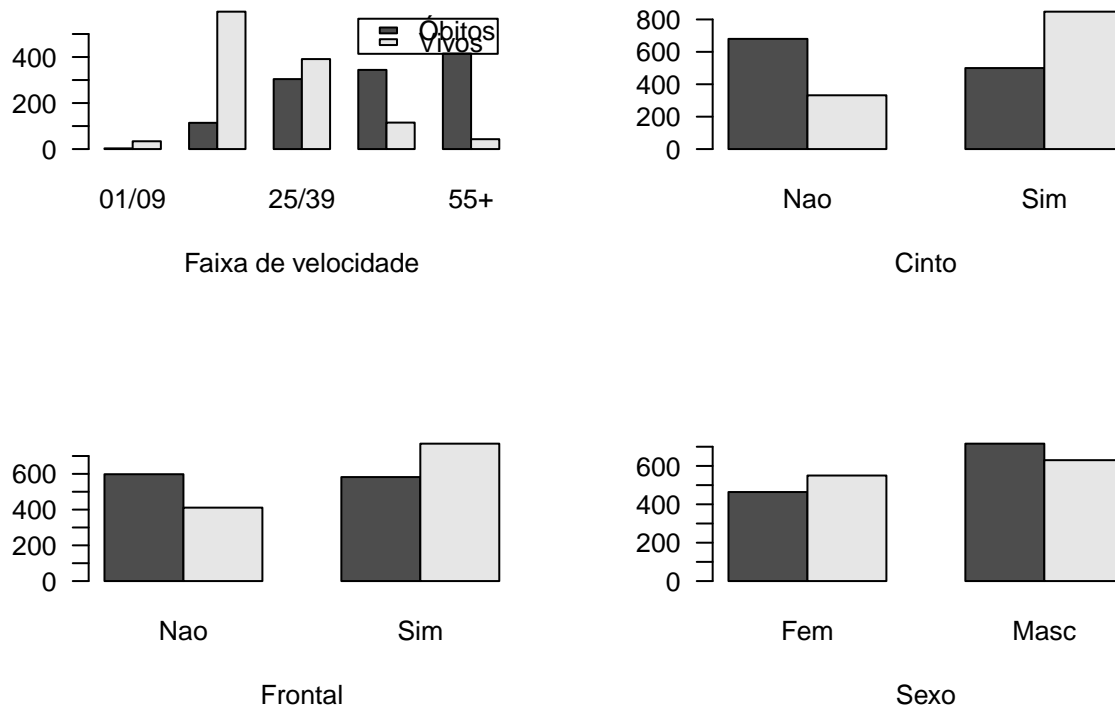 Óbitos
Vivos
400
200
0
01/09 25/39 55+
Faixa de velocidade
800
600
400
200
0
Nao Sim
Cinto
600
400
200
0
Nao Sim
Frontal
600
400
200
0
Fem Masc
Sexo